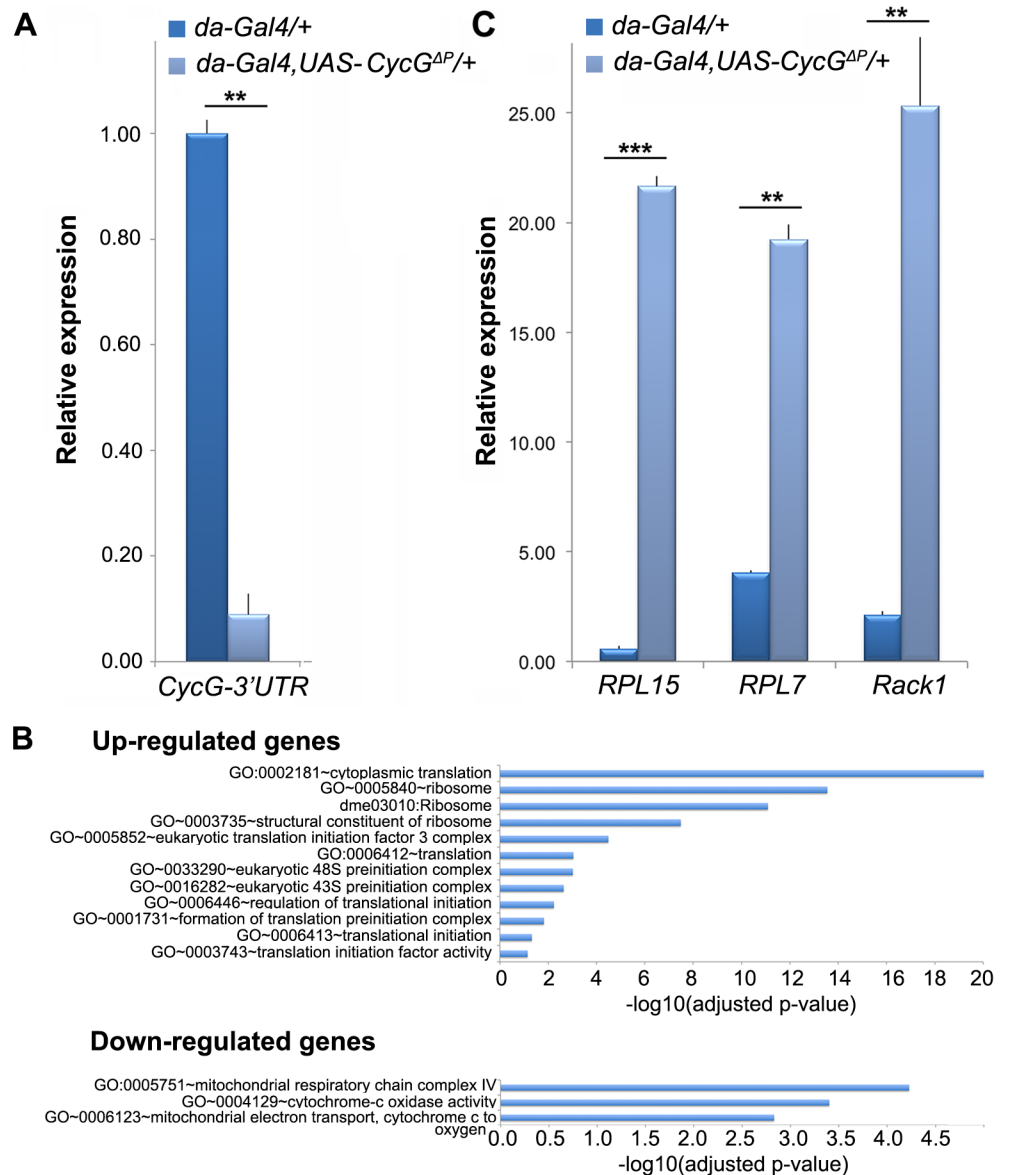 A
da-Gal4/+
da-Gal4,UAS-CycGΔP/+
**
1.00
0.80
0.60
0.40
0.20
0.00
Relative expression
CycG-3’UTR
C
da-Gal4/+
da-Gal4,UAS-CycGΔP/+
**
***
**
25.00
20.00
15.00
10.00
5.00
0.00
Relative expression
RPL15 RPL7 Rack1
B
Up-regulated genes
GO:0002181~cytoplasmic translation
GO~0005840~ribosome
dme03010:Ribosome
GO~0003735~structural constituent of ribosome
GO~0005852~eukaryotic translation initiation factor 3 complex
GO:0006412~translation
GO~0033290~eukaryotic 48S preinitiation complex
GO~0016282~eukaryotic 43S preinitiation complex
GO~0006446~regulation of translational initiation
GO~0001731~formation of translation preinitiation complex
GO~0006413~translational initiation
GO~0003743~translation initiation factor activity
0 2 4 6 8 10 12 14 16 18 20
-log10(adjusted p-value)
Down-regulated genes
GO:0005751~mitochondrial respiratory chain complex IV
GO~0004129~cytochrome-c oxidase activity
GO~0006123~mitochondrial electron transport, cytochrome c to
oxygen
0.0 0.5 1.0 1.5 2.0 2.5 3.0 3.5 4.0 4.5
-log10(adjusted p-value)